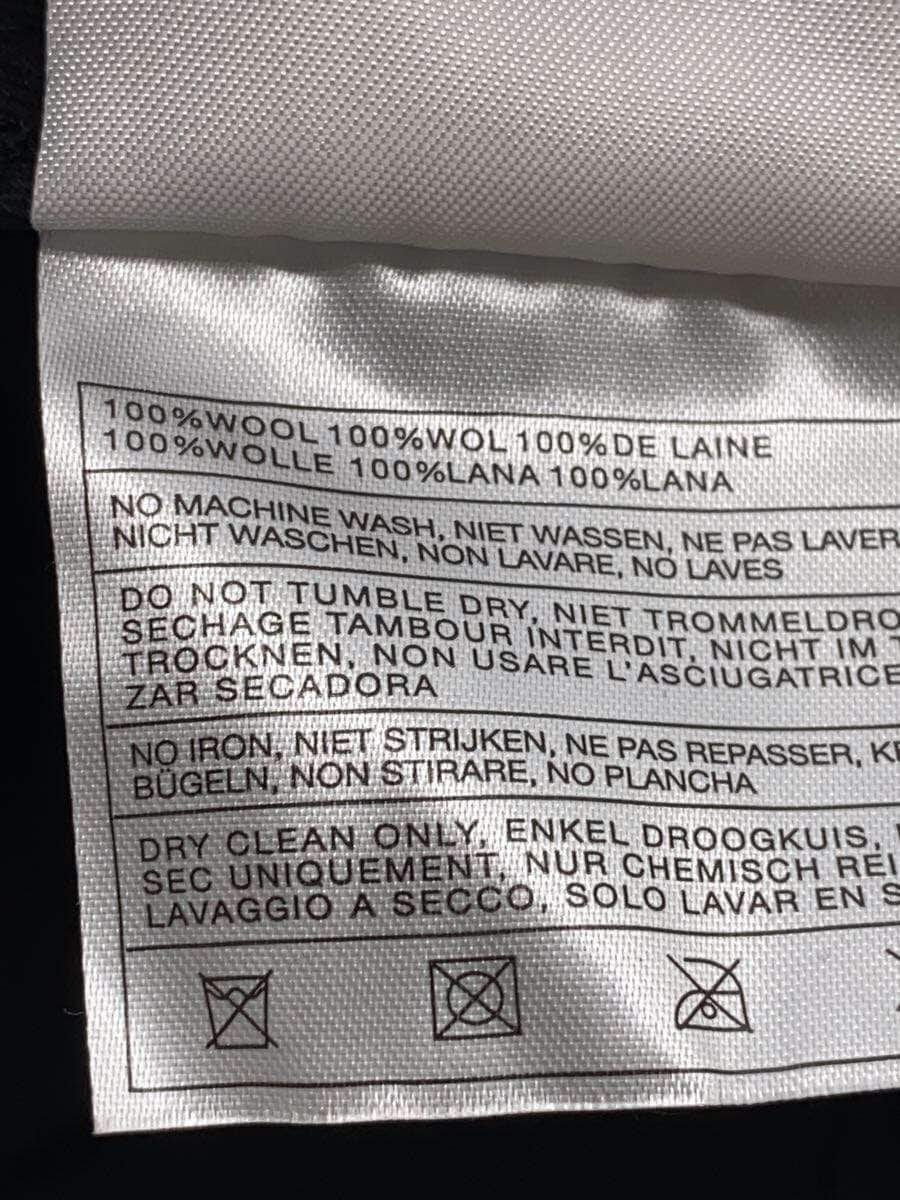 100%WOOL 100%WOL 100%DE LAINE
100%WOLLE 100%LANA 100%LANA
NO MACHINE WASH, NIET WASSEN, NE PAS LAVER
NICHT WASCHEN, NON LAVARE, NO LAVES
DO NOT TUMBLE DRY, NIET TROMMELDRO
SECHAGE TAMBOUR INTERDIT, NICHT IM T
TROCKNEN, NON USARE L'ASCIUGATRICE
ZAR SECADORA
NO IRON, NIET STRIJKEN, NE PAS REPASSER, KE
BÜGELN, NON STIRARE, NO PLANCHA
DRY CLEAN ONLY, ENKEL DROOGKUIS,
SEC UNIQUEMENT, NUR CHEMISCH REI
LAVAGGIO A SECCO, SOLO LAVAR EN S